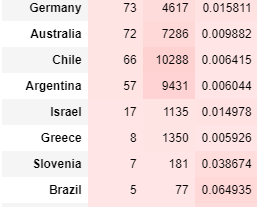 Germany 73 4617 0.015811
Australia 72 7286 0.009882
Chile 66 10288 0.006415
Argentina 57 9431 0.006044
Israel 17 1135 0.014978
Greece 8 1350 0.005926
Slovenia 7 181 0.038674
Brazil 5 77 0.064935